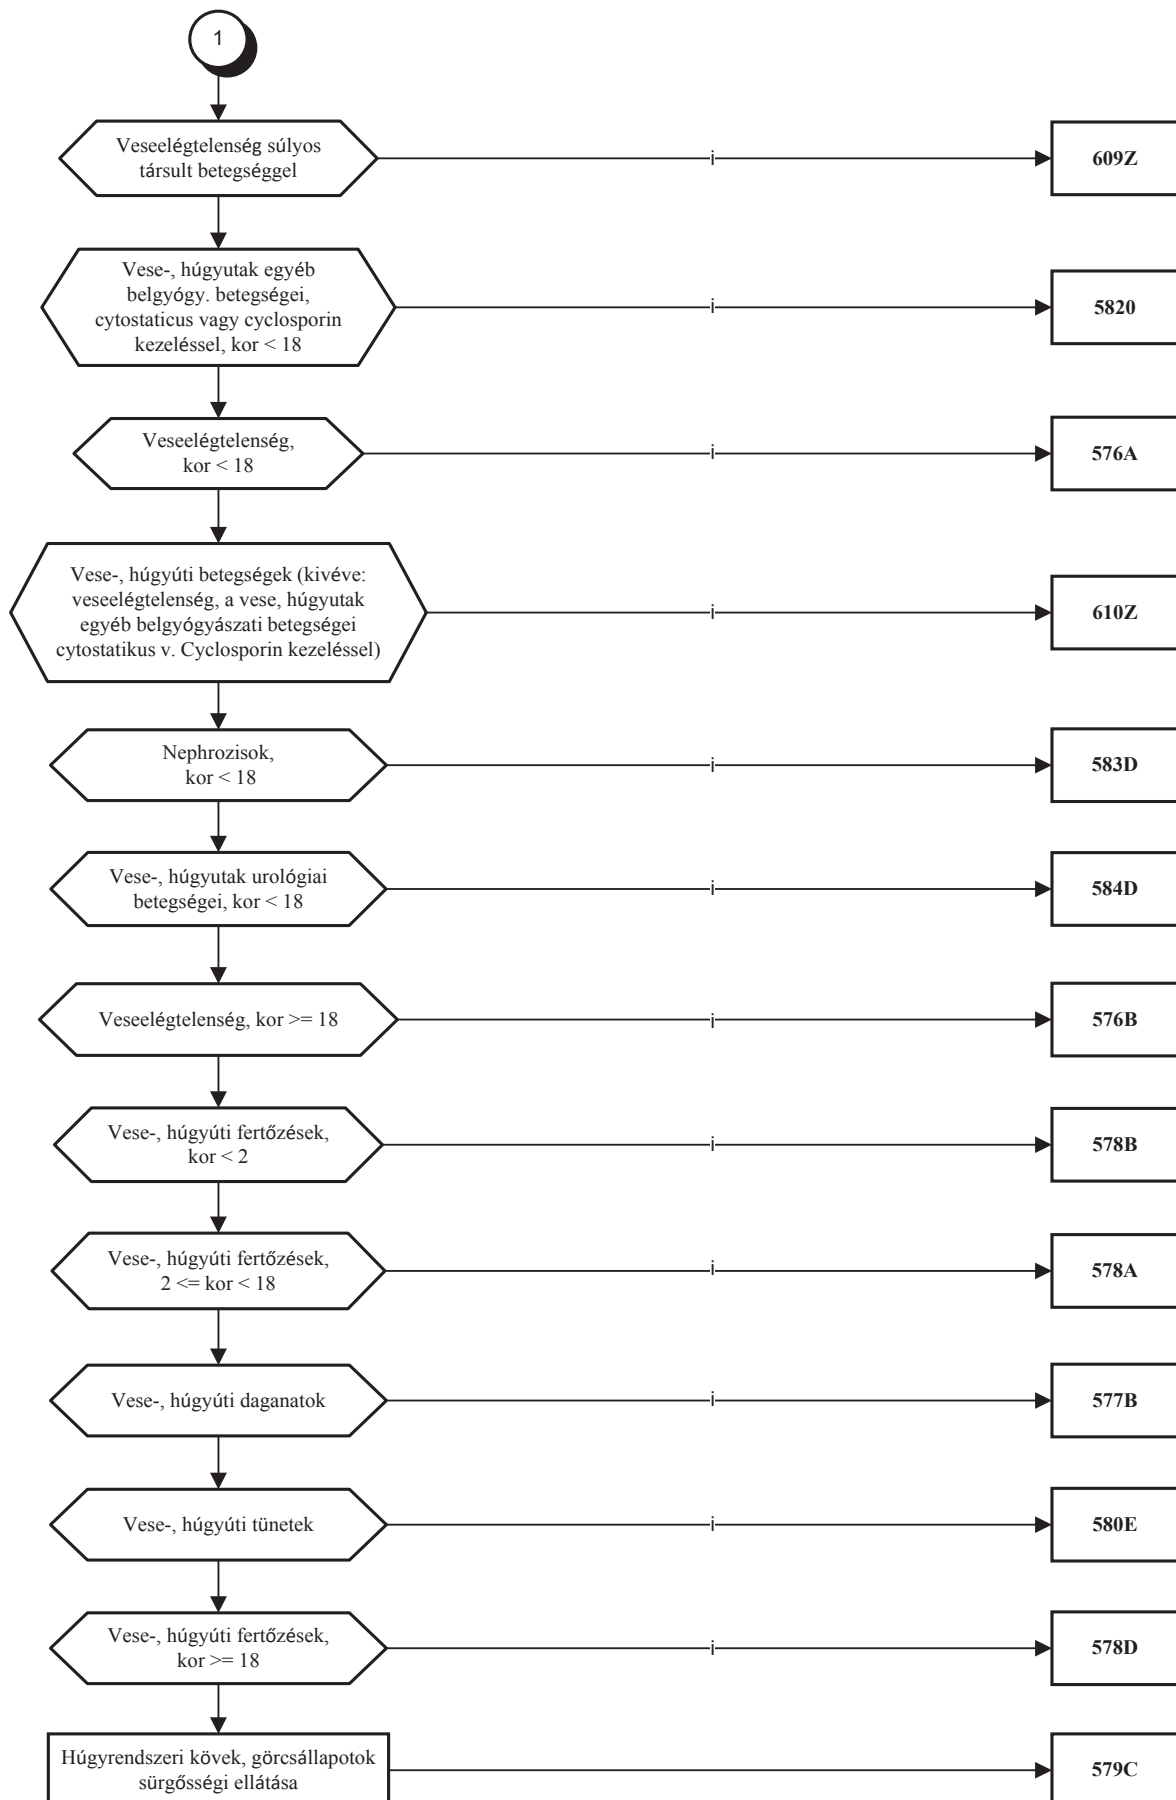 1
Veseelégtelenség súlyos
társult betegséggel
i
609Z
Vese-, húgyutak egyéb
belgyógy. betegségei,
cytostaticus vagy cyclosporin
kezeléssel, kor < 18
i
5820
Veseelégtelenség,
kor < 18
i
576A
Vese-, húgyúti betegségek (kivéve:
veseelégtelenség, a vese, húgyutak
egyéb belgyógyászati betegségei
cytostatikus v. Cyclosporin kezeléssel)
i
610Z
Nephrozisok,
kor < 18
i
583D
Vese-, húgyutak urológiai
betegségei, kor < 18
i
584D
Veseelégtelenség, kor >= 18
i
576B
Vese-, húgyúti fertőzések,
kor < 2
i
578B
Vese-, húgyúti fertőzések,
2 <= kor < 18
i
578A
Vese-, húgyúti daganatok
i
577B
Vese-, húgyúti tünetek
i
580E
Vese-, húgyúti fertőzések,
kor >= 18
i
578D
Húgyrendszeri kövek, görcsállapotok
sürgősségi ellátása
579C